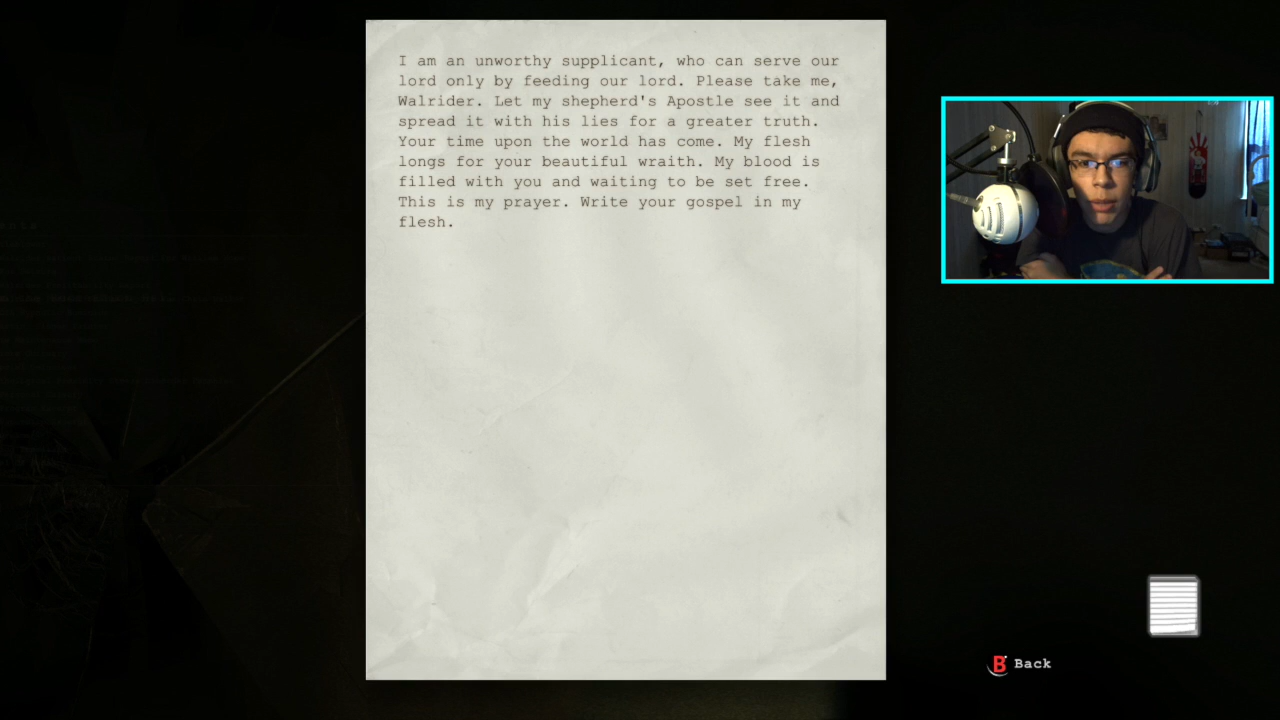 I am an unworthy supplicant, who can serve our
lord only by feeding our lord. Please take me,
Walrider. Let my shepherd's Apostle see it and
spread it with his lies for a greater truth.
Your time upon the world has come. My flesh
longs for your beautiful wraith. My blood is
filled with you and waiting to be set free.
This is my prayer. Write your gospel in my
flesh.
B Back